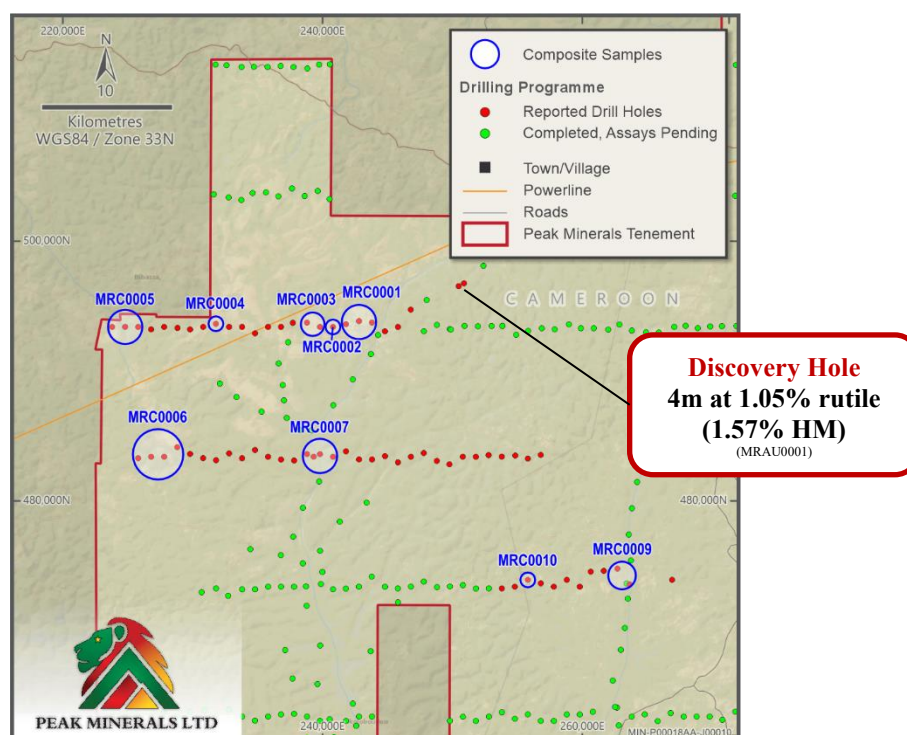 220,000E
240,000E
N
10
Kilometres
WGS84 / Zone 33N
Composite Samples
Drilling Programme
Reported Drill Holes
Completed, Assays Pending
Town/Village
Powerline
Roads
Peak Minerals Tenement
500,000N
CAMEROON
MRC0005
MRC0004
MRC0003
MRC0001
MRC0002
Discovery Hole
4m at 1.05% rutile
(1.57% HM)
(MRAU0001)
MRC0006
MRC0007
480,000N
480,000N
MRC0010
MRC0009
PEAK MINERALS LTD
240,000E
260,000E
MIN-P00018AA-J00010